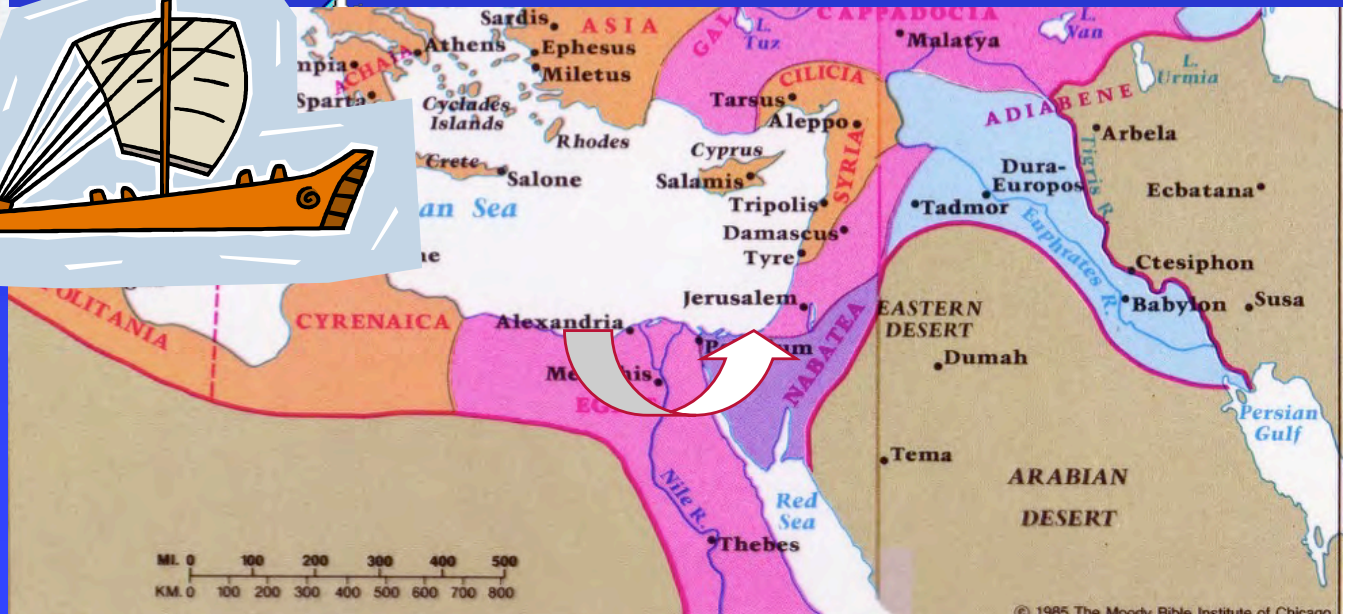 Sardis
ASIA
CAPPADOCIA
L.
Tuz
Malatya
L.
Van
Athens
Ephesus
Miletus
ACHAIA
Sparta
Cyclades
Islands
Rhodes
Tarsus
CILICIA
Aleppo
ADIABENE
L.
Urmia
Arbela
Tigris R.
Crete
Salone
Cyprus
Salamis
SYRIA
Tripolis
Dura-
Europos
Tadmor
Ecbatana
Damascus
Tyre
Euphrates R.
Ctesiphon
Babylon
Susa
Sea
Jerusalem
EASTERN
DESERT
CYRENAICA
Alexandria
NABATEA
Dumah
Persian
Gulf
Tema
ARABIAN
DESERT
Nile R.
Red
Sea
Thebes
MI. 0 100 200 300 400 500
KM. 0 100 200 300 400 500 600 700 800
© 1985 The Moody Bible Institute of Chicago